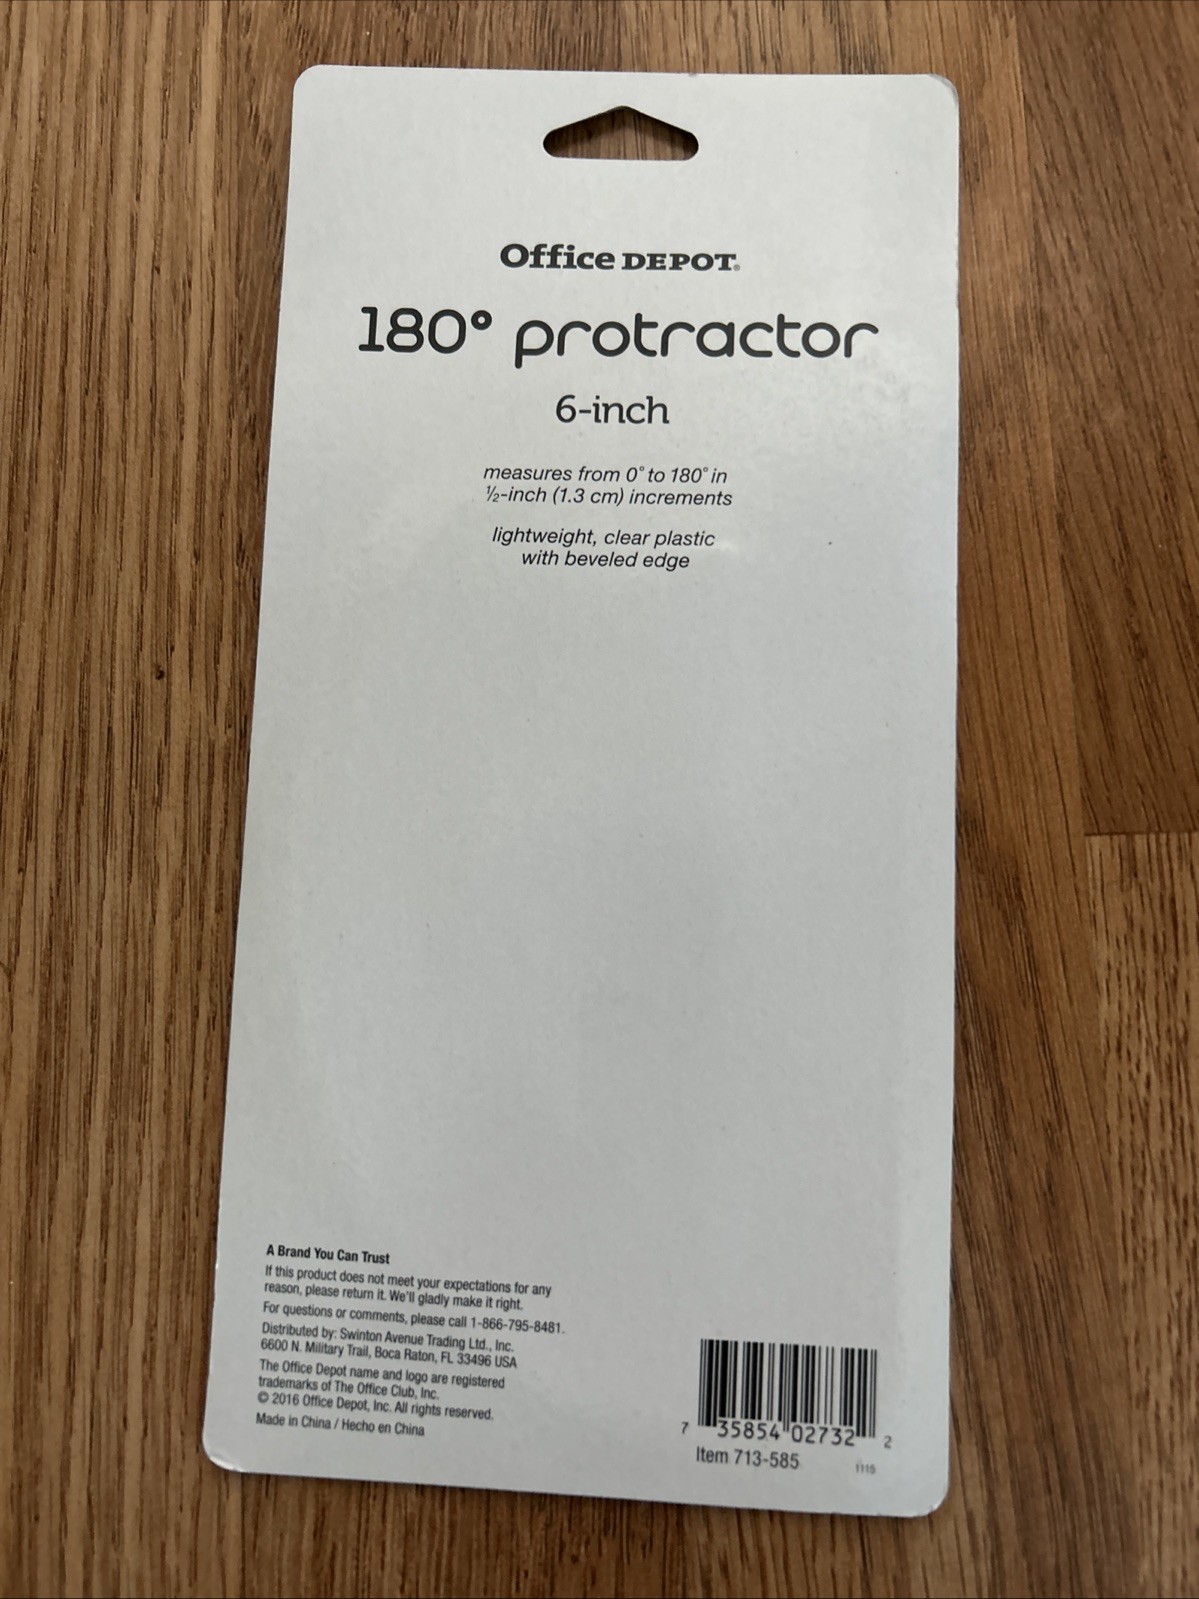 Office DEPOT®
180° protractor
6-inch
measures from 0° to 180° in
½-inch (1.3 cm) increments
lightweight, clear plastic
with beveled edge
A Brand You Can Trust
If this product does not meet your expectations for any
reason, please return it. We'll gladly make it right.
For questions or comments, please call 1-866-795-8481.
Distributed by: Swinton Avenue Trading Ltd., Inc.
6600 N. Military Trail, Boca Raton, FL 33496 USA
The Office Depot name and logo are registered
trademarks of The Office Club, Inc.
© 2016 Office Depot, Inc. All rights reserved.
Made in China / Hecho en China
7 35854 02732 2
Item 713-585
1115